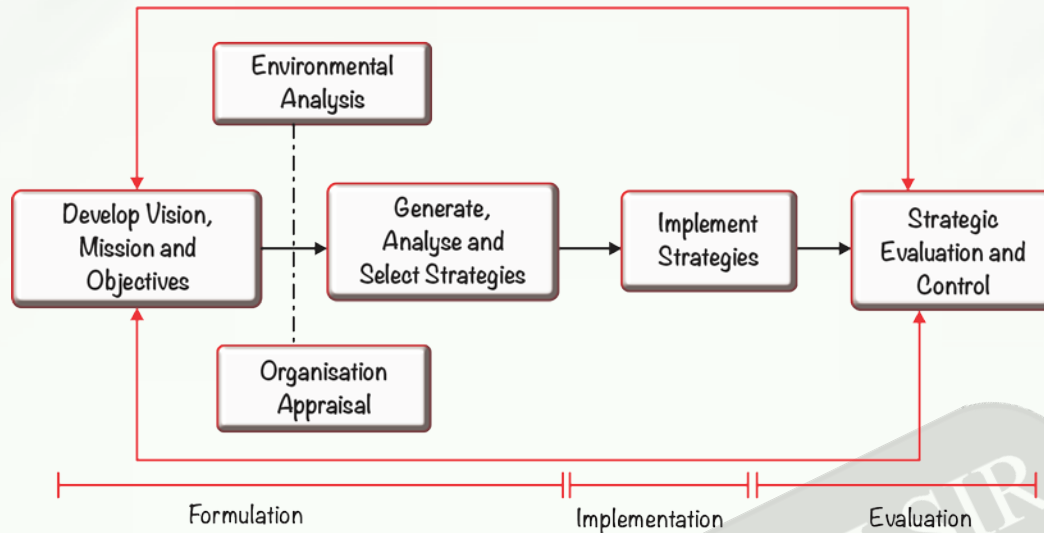 Environmental
Analysis
Develop Vision,
Mission and
Objectives
Generate,
Analyse and
Select Strategies
Implement
Strategies
Strategic
Evaluation and
Control
Organisation
Appraisal
Formulation
Implementation
Evaluation
SIR